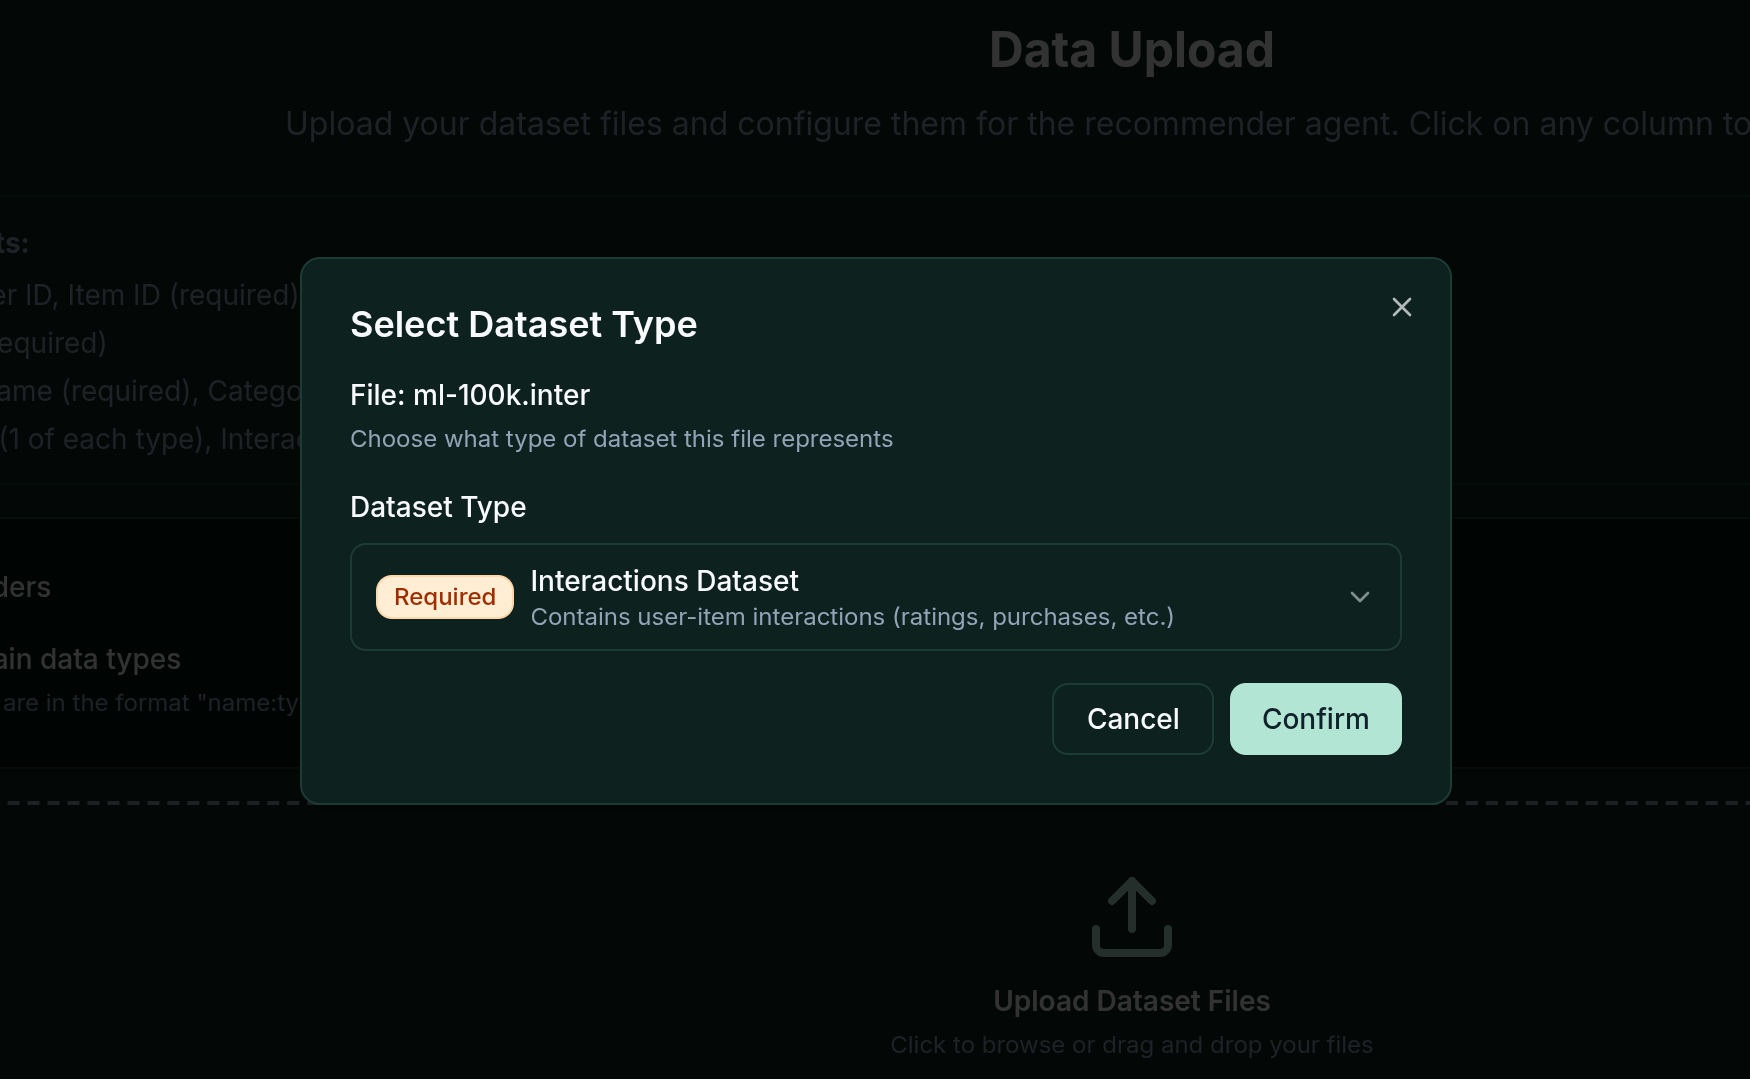 Data Upload
Upload your dataset files and configure them for the recommender agent. Click on any column to
ts:
er ID, Item ID (required)
equired)
ame (required), Catego
(1 of each type), Interac
Select Dataset Type
File: ml-100k.inter
Choose what type of dataset this file represents
Dataset Type
Required
Interactions Dataset
Contains user-item interactions (ratings, purchases, etc.)
Cancel
Confirm
ders
ain data types
are in the format "name:ty
Upload Dataset Files
Click to browse or drag and drop your files